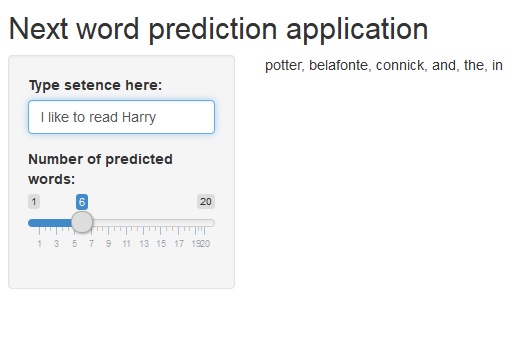 Next word prediction application
Type setence here:
I like to read Harry
Number of predicted
words:
1 6 20
1 3 5 7 9 11 13 15 17 1920
potter, belafonte, connick, and, the, in